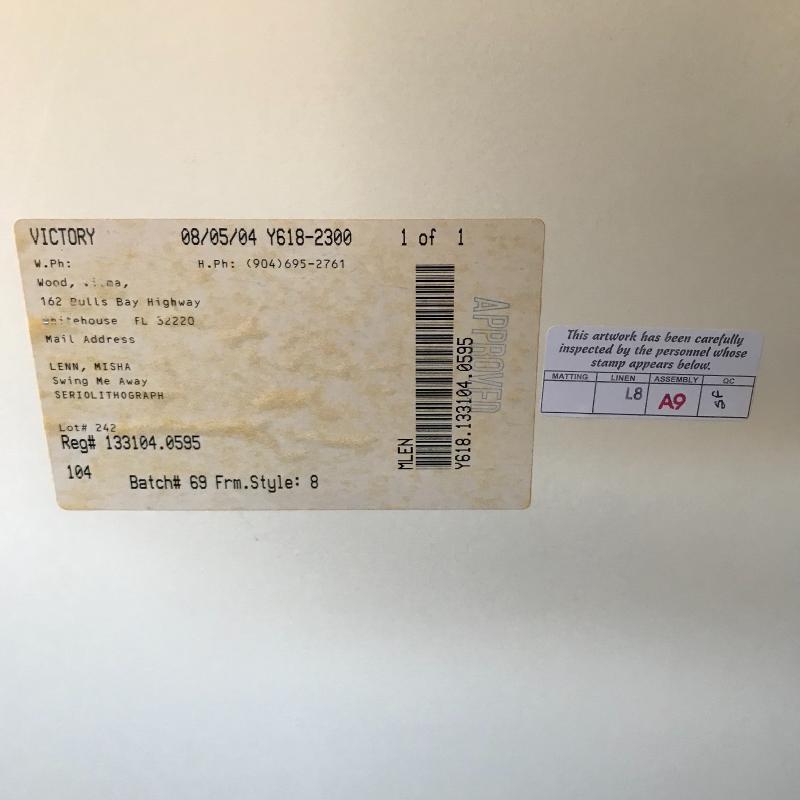 VICTORY 08/05/04 Y618-2300 1 of 1
W.Ph: H.Ph: (904)695-2761
Wood,
162 Bulls Bay Highway
Whitehouse FL 32220
Mail Address
LENN, MISHA
Swing Me Away
SERIOLITHOGRAPH
Lot# 242
Reg# 133104.0595
104
Batch# 69 Frm.Style: 8
MLEN
Y618.133104.0595
APPROVED
This artwork has been carefully
inspected by the personnel whose
stamp appears below.
MATTING LINEN ASSEMBLY QC
L8 A9